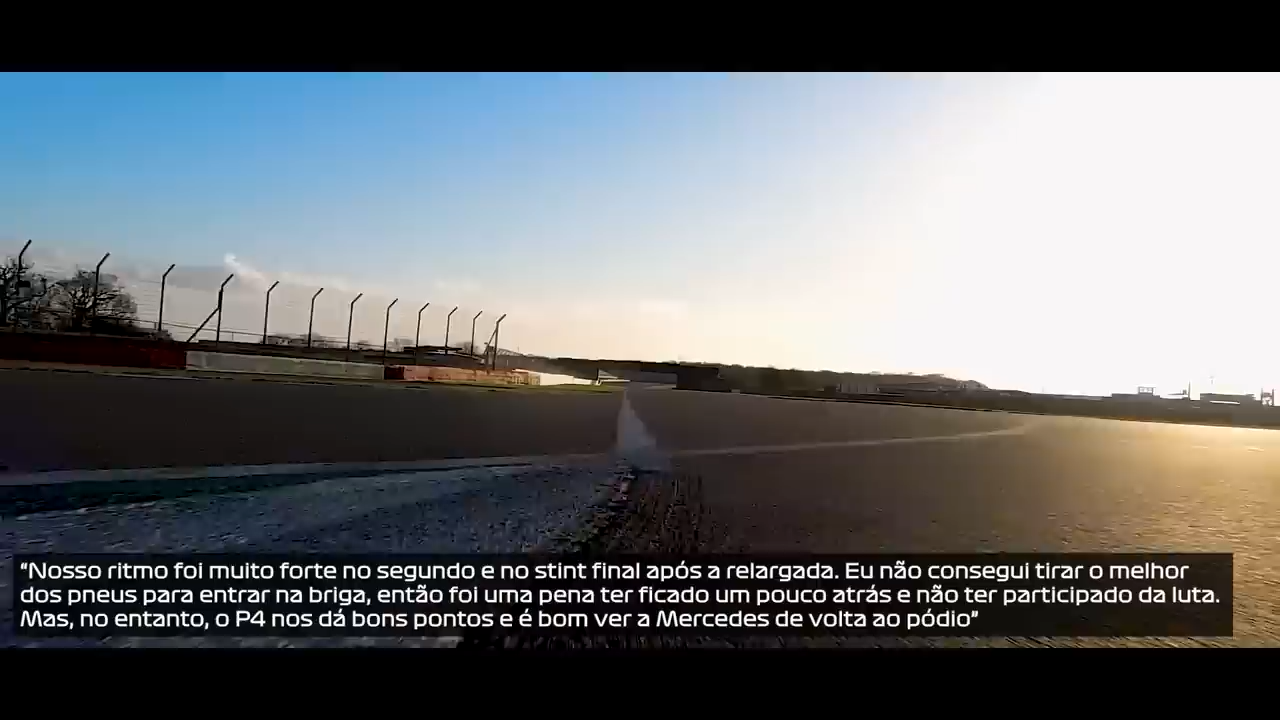 “Nosso ritmo foi muito forte no segundo e no stint final após a relargada. Eu não consegui tirar o melhor
dos pneus para entrar na briga, então foi uma pena ter ficado um pouco atrás e não ter participado da luta.
Mas, no entanto, o P4 nos dá bons pontos e é bom ver a Mercedes de volta ao pódio”